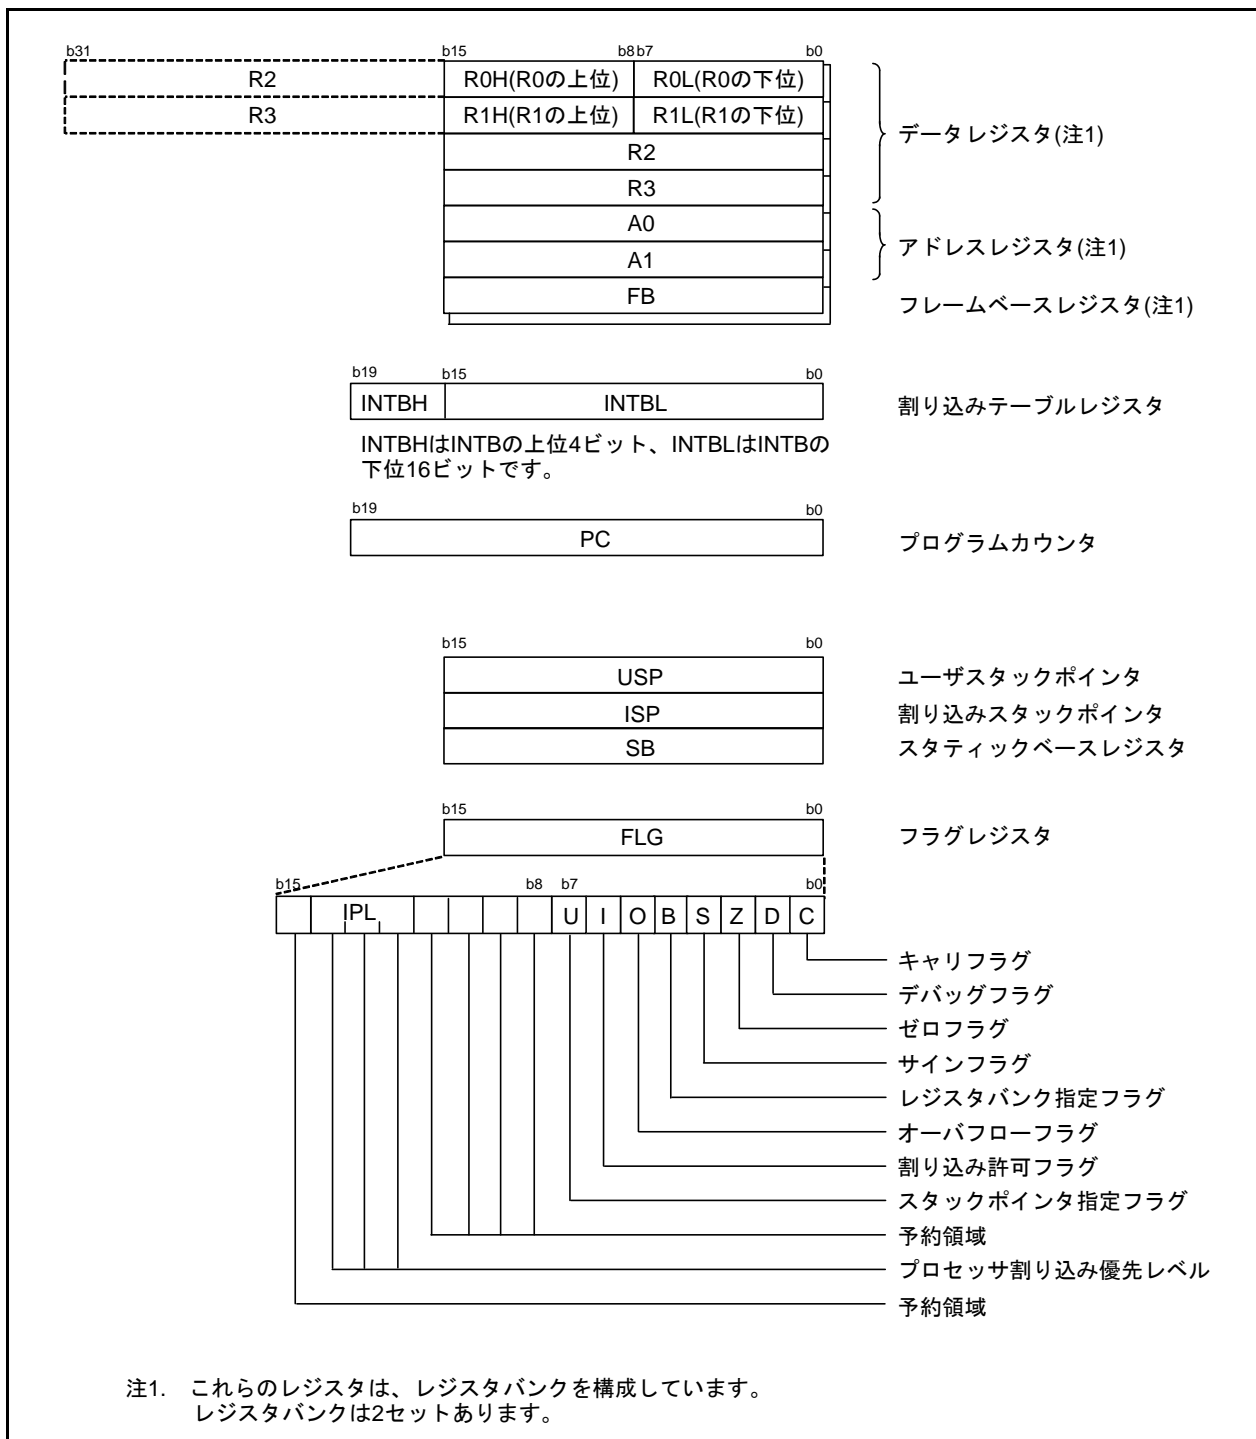 b31 b15 b8 b7 b0
R2 R0H(R0の上位) R0L(R0の下位)
R3 R1H(R1の上位) R1L(R1の下位)
データレジスタ(注1)
R2
R3
A0
アドレスレジスタ(注1)
A1
FB
フレームベースレジスタ(注1)
b19 b15 b0
INTBH INTBL 割り込みテーブルレジスタ
INTBHはINTBの上位4ビット、INTBLはINTBの
下位16ビットです。
b19 b0
PC プログラムカウンタ
b15 b0
USP ユーザスタックポインタ
ISP 割り込みスタックポインタ
SB スタティックベースレジスタ
b15 b0
FLG フラグレジスタ
b15 b8 b7 b0
IPL U I O B S Z D C
キャリフラグ
デバッグフラグ
ゼロフラグ
サインフラグ
レジスタバンク指定フラグ
オーバフローフラグ
割り込み許可フラグ
スタックポインタ指定フラグ
予約領域
プロセッサ割り込み優先レベル
予約領域
注1. これらのレジスタは、レジスタバンクを構成しています。
レジスタバンクは2セットあります。